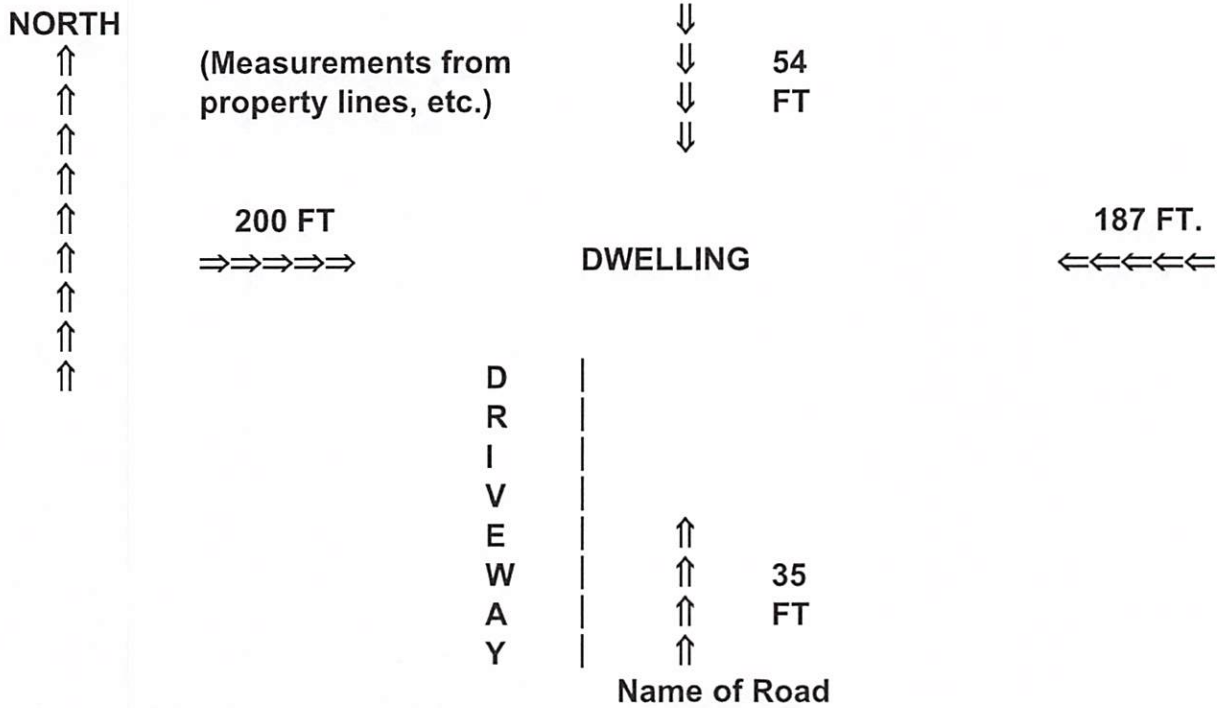 NORTH
⇑
⇑
⇑
⇑
⇑
⇑
⇑
⇑
⇑
(Measurements from
property lines, etc.)
⇓
⇓
⇓
⇓
54
FT
200 FT
⇒⇒⇒⇒⇒
DWELLING
187 FT.
⇐⇐⇐⇐⇐
D |
R |
I |
V |
E | ⇑
W | ⇑ 35
A | ⇑ FT
Y | ⇑
Name of Road